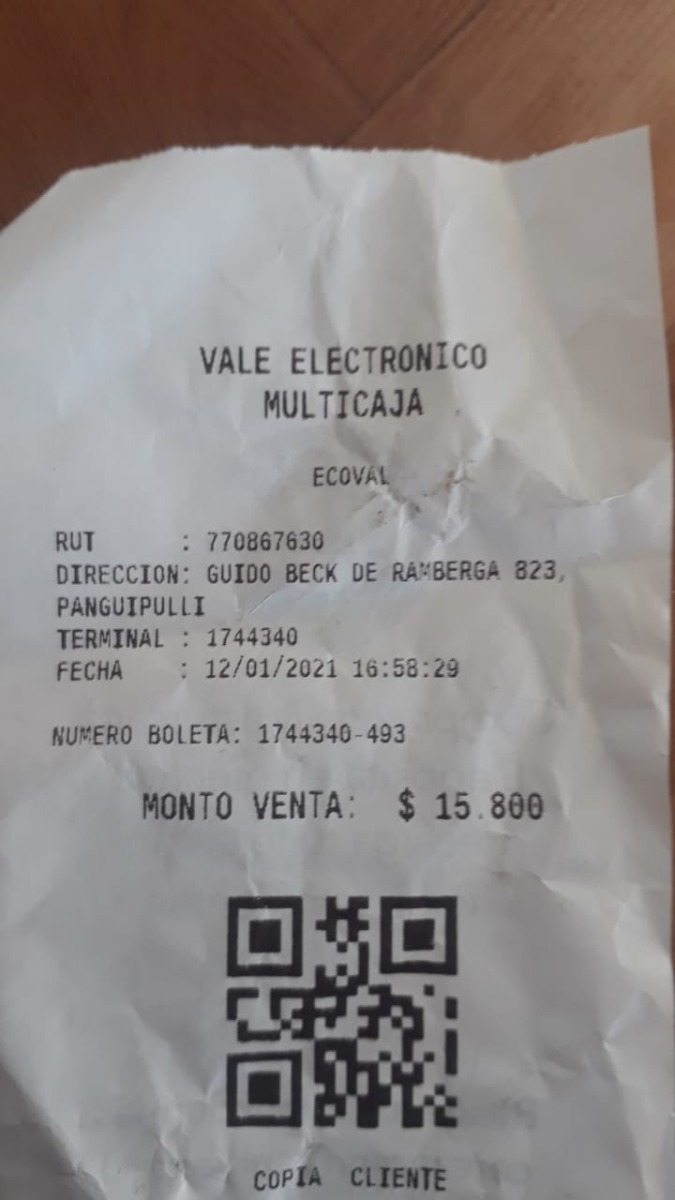 VALE ELECTRONICO
MULTICAJA
ECOVAL
RUT : 770867630
DIRECCION: GUIDO BECK DE RAMBERGA 823,
PANGUIPULLI
TERMINAL : 1744340
FECHA : 12/01/2021 16:58:29
NUMERO BOLETA: 1744340-493
MONTO VENTA: $ 15.800
COPIA CLIENTE